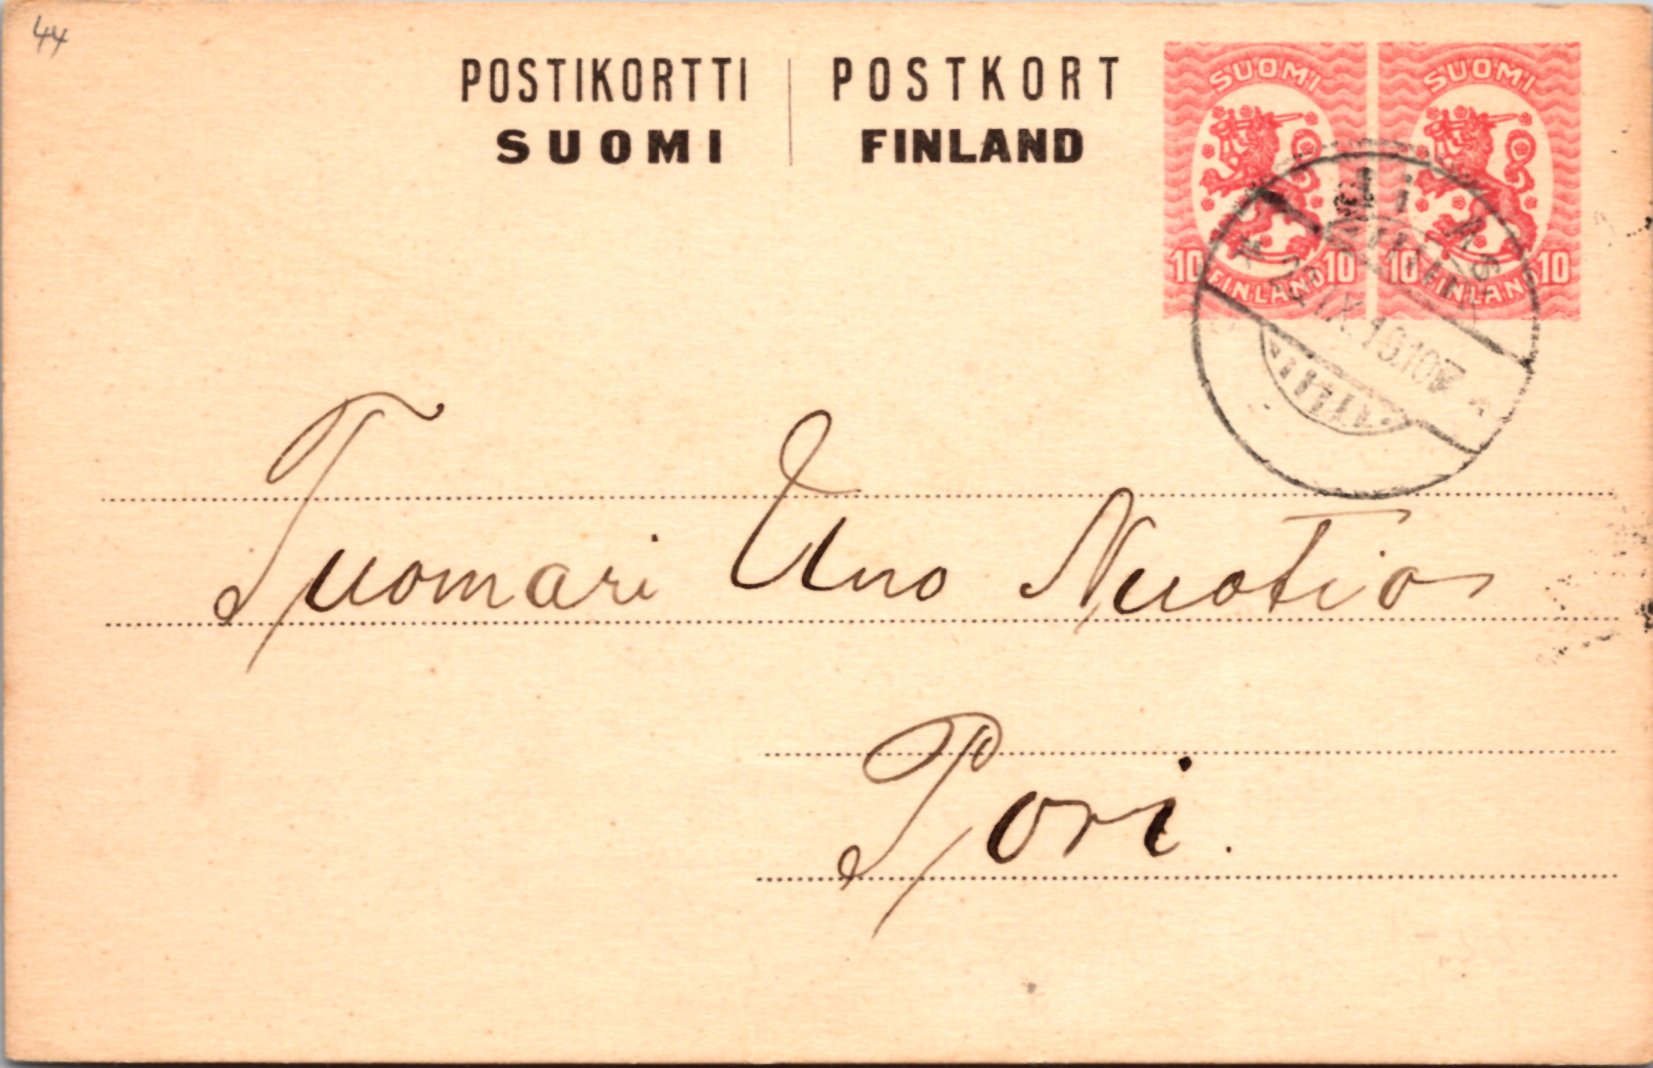 44
POSTIKORTTI
SUOMI
POSTKORT
FINLAND
SUOMI
10 10
FINLAND
SUOMI
10 10
FINLAND
Tuomari Uno Nuotio
Pori.